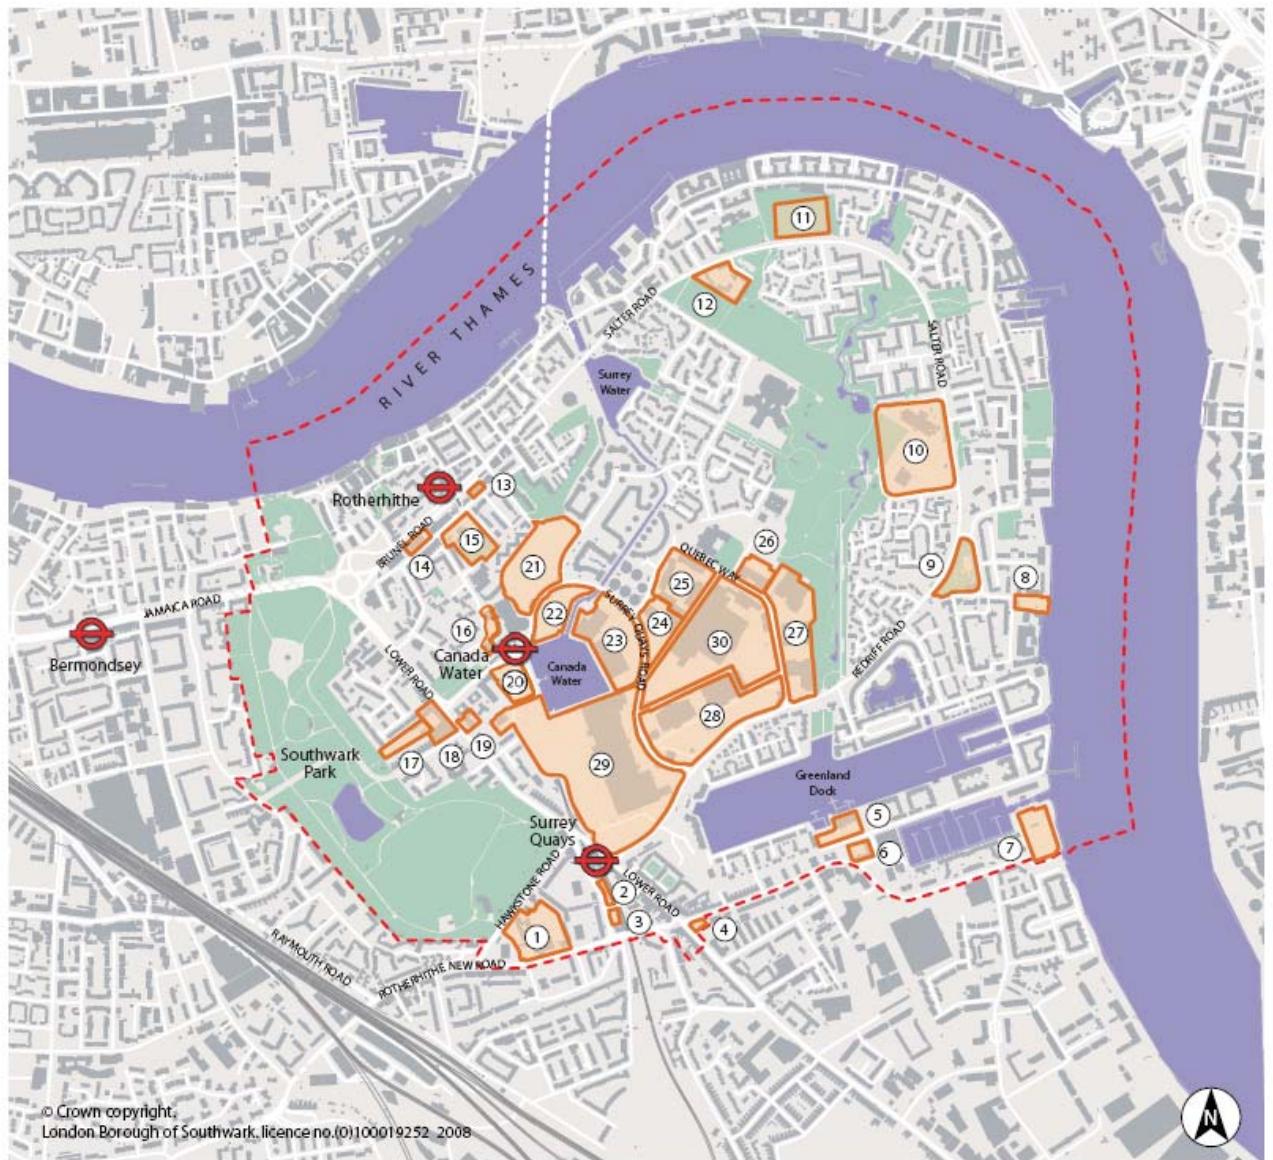 11
12
SALTER ROAD
SALTER ROAD
RIVER THAMES
Surrey
Water
10
Rotherhithe
13
BRUNEL ROAD
14
15
21
QUEBEC WAY
26
25
9
8
JAMAICA ROAD
Bermondsey
16
22
SURREY QUAYS ROAD
24
23
30
27
REDRIFF ROAD
Canada
Water
LOWER ROAD
20
Canada
Water
28
17
18
19
29
Southwark
Park
Greenland
Dock
Surrey
Quays
5
6
7
HAWKSTONE ROAD
LOWER ROAD
2
3
4
1
RAYMOUTH ROAD
ROTHERHITHE NEW ROAD
© Crown copyright.
London Borough of Southwark. licence no.(0)100019252 2008
N